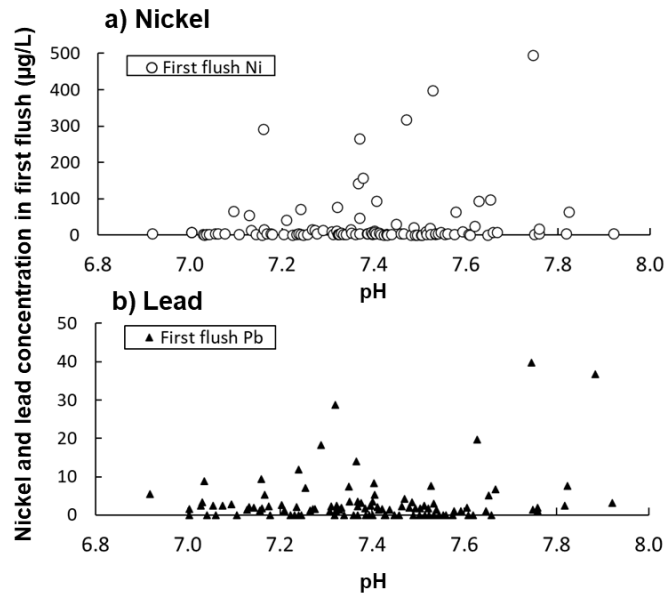 a) Nickel
Nickel and lead concentration in first flush (µg/L)
500
400
300
200
100
0
First flush Ni
6.8 7.0 7.2 7.4 7.6 7.8 8.0
pH
b) Lead
50
40
30
20
10
0
First flush Pb
6.8 7.0 7.2 7.4 7.6 7.8 8.0
pH